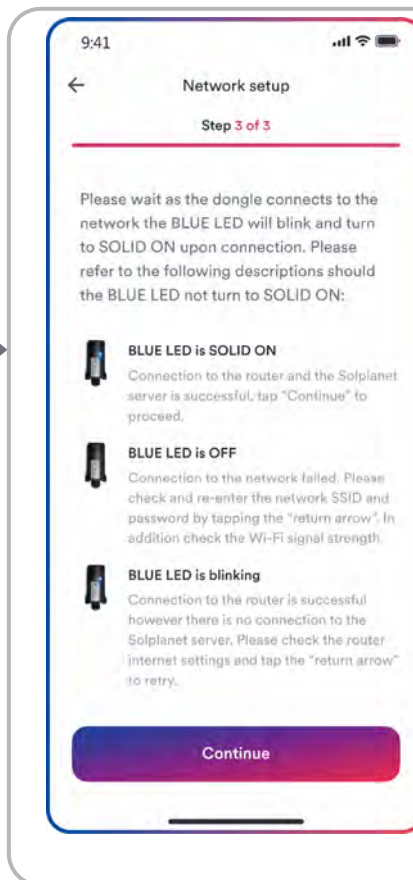 9:41
Network setup
Step 3 of 3
Please wait as the dongle connects to the
network the BLUE LED will blink and turn
to SOLID ON upon connection. Please
refer to the following descriptions should
the BLUE LED not turn to SOLID ON:
BLUE LED is SOLID ON
Connection to the router and the Solplanet
server is successful, tap "Continue" to
proceed.
BLUE LED is OFF
Connection to the network failed. Please
check and re-enter the network SSID and
password by tapping the "return arrow". In
addition check the Wi-Fi signal strength.
BLUE LED is blinking
Connection to the router is successful
however there is no connection to the
Solplanet server. Please check the router
internet settings and tap the "return arrow"
to retry.
Continue